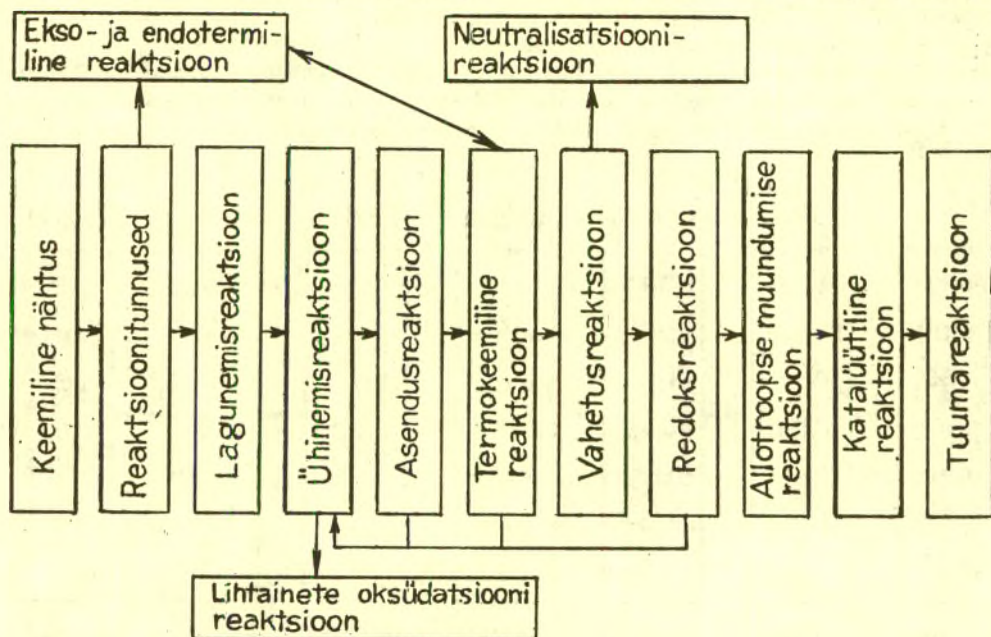 Ekso- ja endotermi-
line reaktsioon
Neutralisatsiooni-
reaktsioon
Keemiline nähtus
Reaktsioonitunnused
Lagunemisreaktsioon
Ühinemisreaktsioon
Asendusreaktsioon
Termokeemiline
reaktsioon
Vahetusreaktsioon
Redoksreaktsioon
Allotroopse muundumise
reaktsioon
Katalüütiline
reaktsioon
Tuumareaktsioon
Lihtainete oksüdatsiooni
reaktsioon